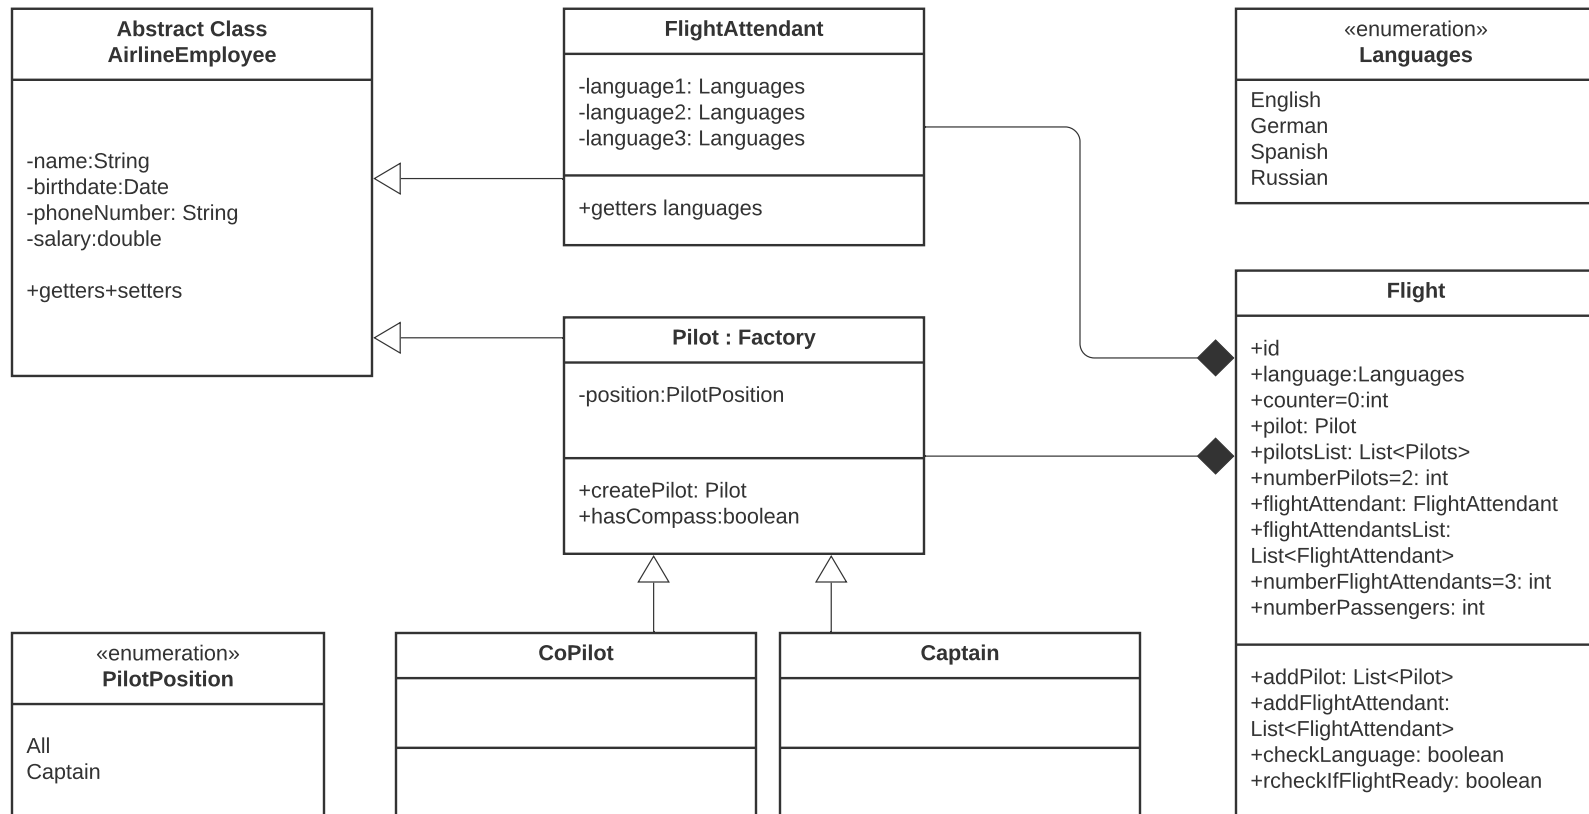 Abstract Class
AirlineEmployee
-name:String
-birthdate:Date
-phoneNumber: String
-salary:double
+getters+setters
FlightAttendant
-language1: Languages
-language2: Languages
-language3: Languages
+getters languages
«enumeration»
Languages
English
German
Spanish
Russian
Pilot : Factory
-position:PilotPosition
+createPilot: Pilot
+hasCompass:boolean
Flight
+id
+language:Languages
+counter=0:int
+pilot: Pilot
+pilotsList: List<Pilots>
+numberPilots=2: int
+flightAttendant: FlightAttendant
+flightAttendantsList:
List<FlightAttendant>
+numberFlightAttendants=3: int
+numberPassengers: int
+addPilot: List<Pilot>
+addFlightAttendant:
List<FlightAttendant>
+checkLanguage: boolean
+rcheckIfFlightReady: boolean
«enumeration»
PilotPosition
All
Captain
CoPilot
Captain